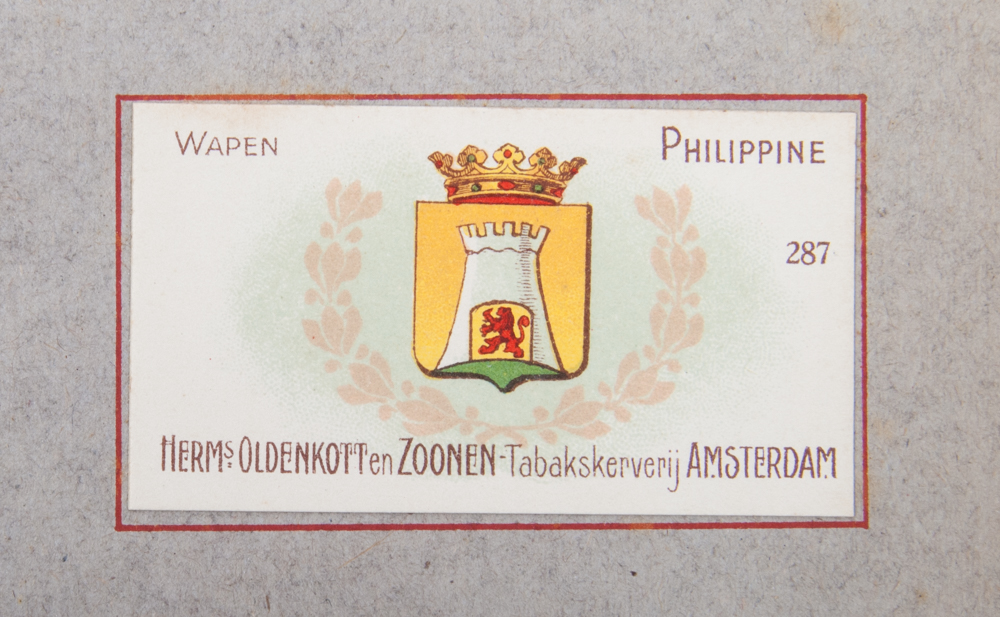 WAPEN
PHILIPPINE
287
HERMS. OLDENKOTT en ZOONEN-Tabakskerverij AMSTERDAM